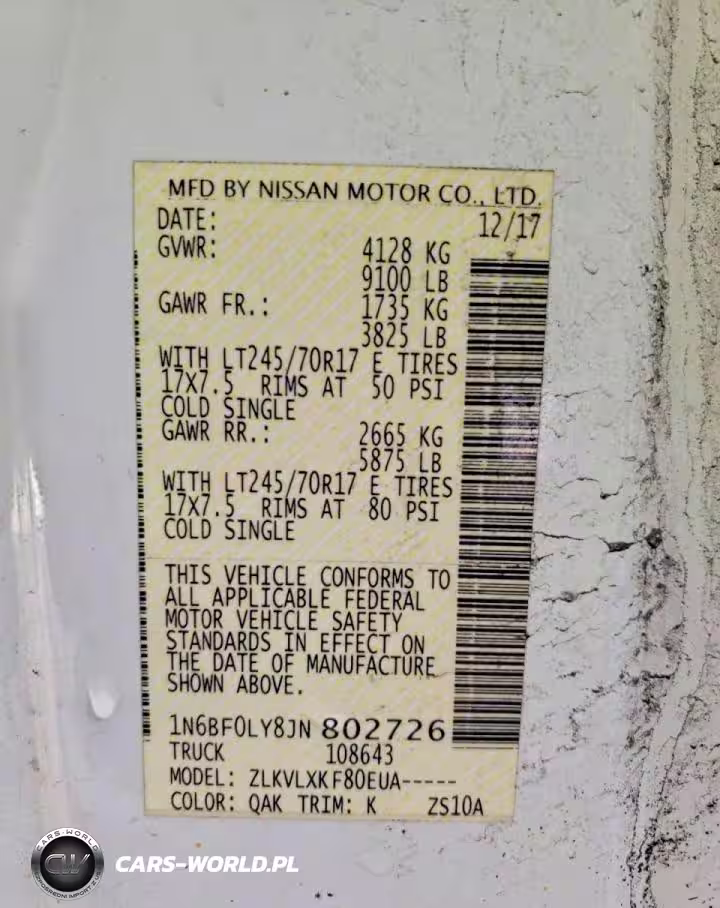 MFD BY NISSAN MOTOR CO., LTD.
DATE: 12/17
GVWR: 4128 KG
9100 LB
GAWR FR.: 1735 KG
3825 LB
WITH LT245/70R17 E TIRES
17X7.5 RIMS AT 50 PSI
COLD SINGLE
GAWR RR.: 2665 KG
5875 LB
WITH LT245/70R17 E TIRES
17X7.5 RIMS AT 80 PSI
COLD SINGLE
THIS VEHICLE CONFORMS TO
ALL APPLICABLE FEDERAL
MOTOR VEHICLE SAFETY
STANDARDS IN EFFECT ON
THE DATE OF MANUFACTURE
SHOWN ABOVE.
1N6BF0LY8JN 802726
TRUCK 108643
MODEL: ZLKVLXKF80EUA-----
COLOR: QAK TRIM: K ZS10A
CARS-WORLD
CW
CARS-WORLD.PL